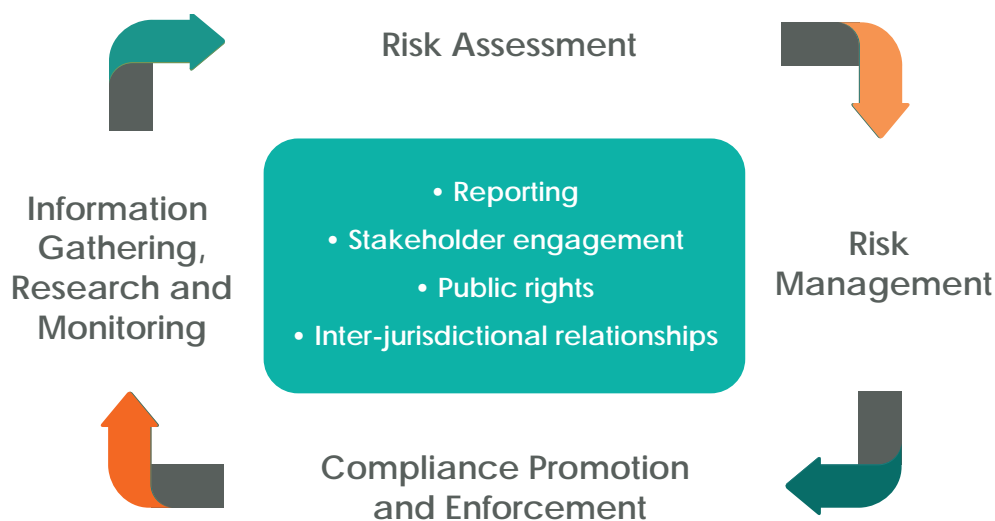 Risk Assessment
Information
Gathering,
Research and
Monitoring
• Reporting
• Stakeholder engagement
• Public rights
• Inter-jurisdictional relationships
Risk
Management
Compliance Promotion
and Enforcement